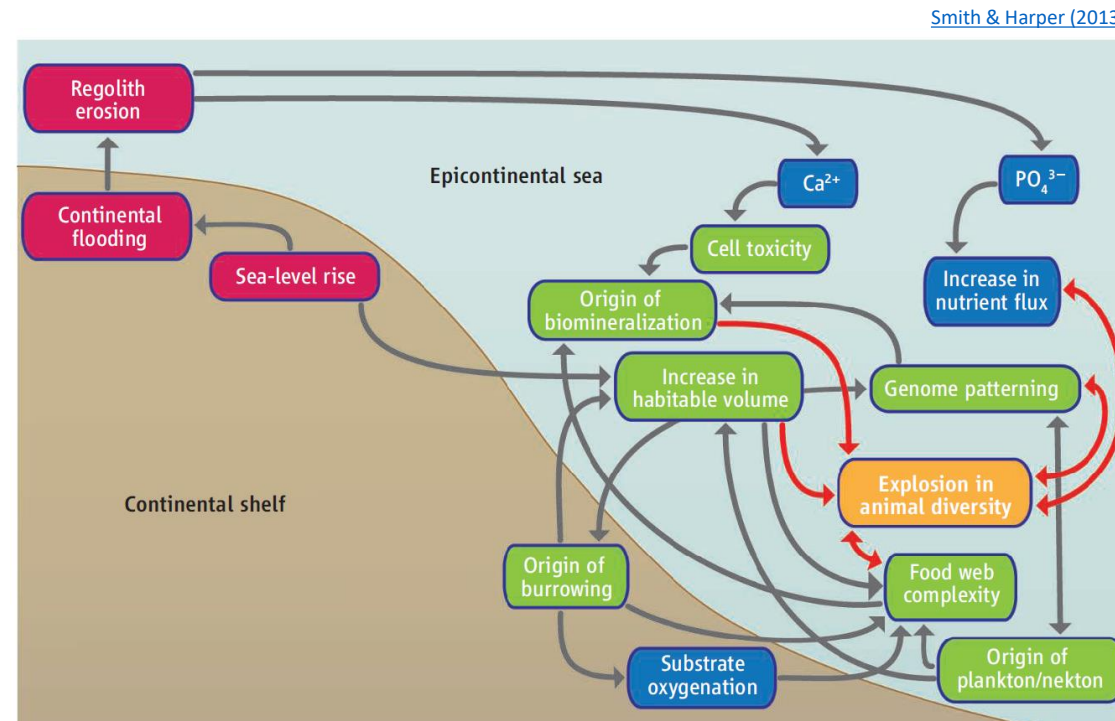 Smith & Harper (2013
Regolith
erosion
Epicontinental sea
Ca²⁺
PO₄³⁻
Continental
flooding
Cell toxicity
Sea-level rise
Increase in
nutrient flux
Origin of
biomineralization
Increase in
habitable volume
Genome patterning
Continental shelf
Explosion in
animal diversity
Origin of
burrowing
Food web
complexity
Substrate
oxygenation
Origin of
plankton/nekton